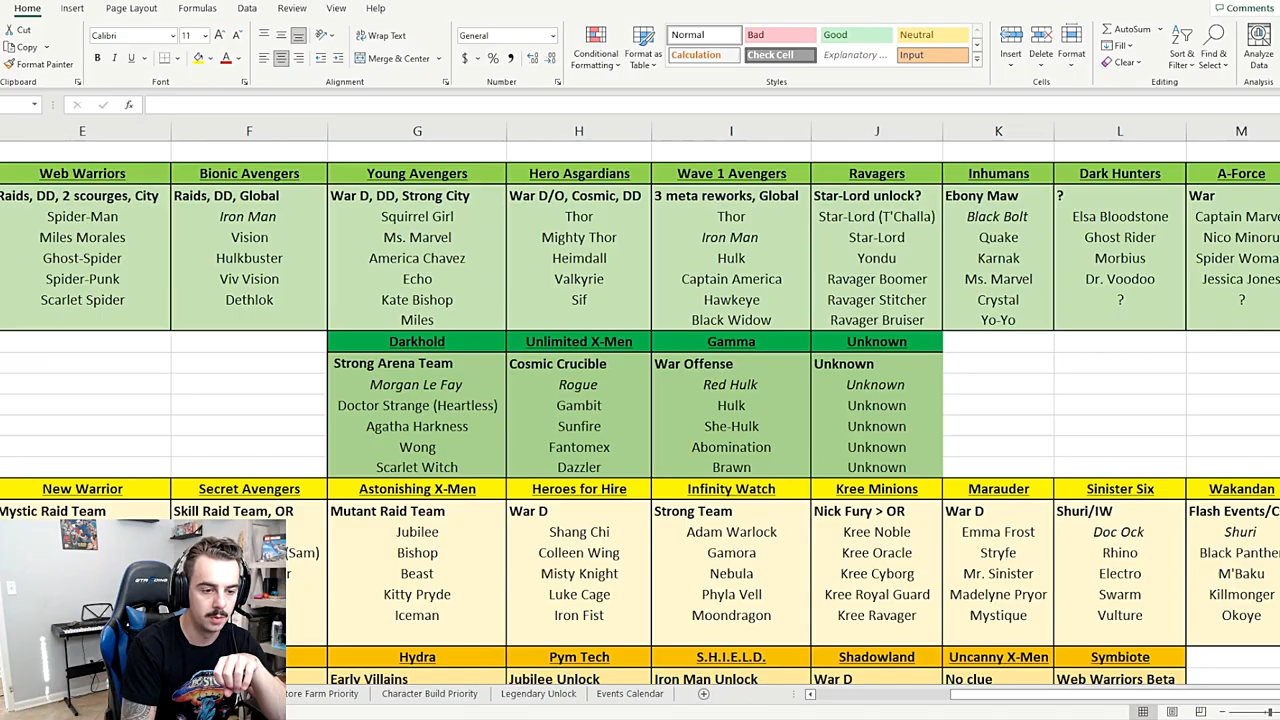 Home Insert Page Layout Formulas Data Review View Help Comments
Cut
Copy
Format Painter
Clipboard
Calibri 11
B U A
Font
Wrap Text
Merge & Center
Alignment
General
$ % ,
Number
Conditional Formatting
Format as Table
Normal Bad Good Neutral
Calculation Check Cell Explanatory ... Input
Styles
Insert Delete Format
Cells
AutoSum
Fill
Clear
Sort & Filter
Find & Select
Editing
Analyze Data
Analysis
fx
E F G H I J K L M
Web Warriors Bionic Avengers Young Avengers Hero Asgardians Wave 1 Avengers Ravagers Inhumans Dark Hunters A-Force
Raids, DD, 2 scourges, City Raids, DD, Global War D, DD, Strong City War D/O, Cosmic, DD 3 meta reworks, Global Star-Lord unlock? Ebony Maw ? War
Spider-Man Iron Man Squirrel Girl Thor Thor Star-Lord (T'Challa) Black Bolt Elsa Bloodstone Captain Marv
Miles Morales Vision Ms. Marvel Mighty Thor Iron Man Star-Lord Quake Ghost Rider Nico Minoru
Ghost-Spider Hulkbuster America Chavez Heimdall Hulk Yondu Karnak Morbius Spider Woma
Spider-Punk Viv Vision Echo Valkyrie Captain America Ravager Boomer Ms. Marvel Dr. Voodoo Jessica Jones
Scarlet Spider Dethlok Kate Bishop Sif Hawkeye Ravager Stitcher Crystal ? ?
Miles Black Widow Ravager Bruiser Yo-Yo
Darkhold Unlimited X-Men Gamma Unknown
Strong Arena Team Cosmic Crucible War Offense Unknown
Morgan Le Fay Rogue Red Hulk Unknown
Doctor Strange (Heartless) Gambit Hulk Unknown
Agatha Harkness Sunfire She-Hulk Unknown
Wong Fantomex Abomination Unknown
Scarlet Witch Dazzler Brawn Unknown
New Warrior Secret Avengers Astonishing X-Men Heroes for Hire Infinity Watch Kree Minions Marauder Sinister Six Wakandan
Mystic Raid Team Skill Raid Team, OR Mutant Raid Team War D Strong Team Nick Fury > OR War D Shuri/IW Flash Events/C
Jubilee Shang Chi Adam Warlock Kree Noble Emma Frost Doc Ock Shuri
(Sam) Bishop Colleen Wing Gamora Kree Oracle Stryfe Rhino Black Panthe
r Beast Misty Knight Nebula Kree Cyborg Mr. Sinister Electro M'Baku
Kitty Pryde Luke Cage Phyla Vell Kree Royal Guard Madelyne Pryor Swarm Killmonger
Iceman Iron Fist Moondragon Kree Ravager Mystique Vulture Okoye
Hydra Pym Tech S.H.I.E.L.D. Shadowland Uncanny X-Men Symbiote
Early Villains Jubilee Unlock Iron Man Unlock War D No clue Web Warriors Beta
tore Farm Priority Character Build Priority Legendary Unlock Events Calendar